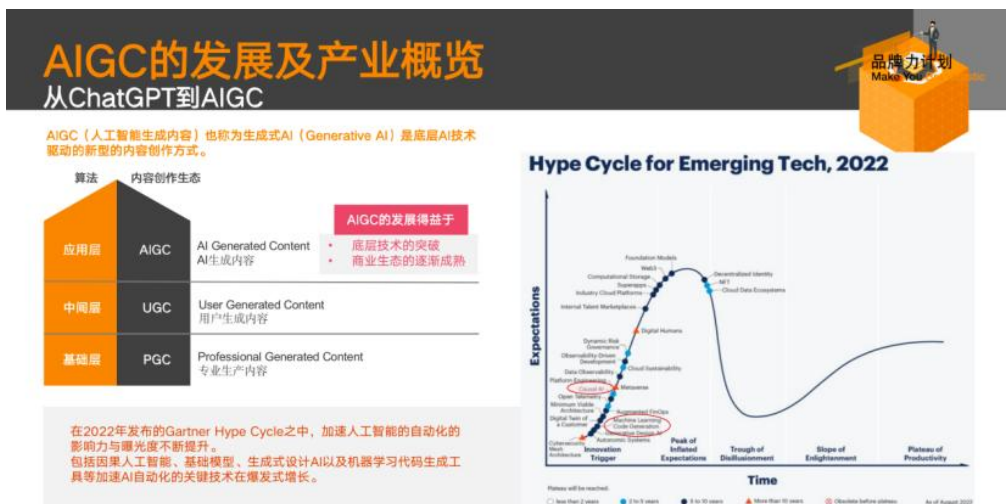 AIGC的发展及产业概览
从ChatGPT到AIGC
品牌力计划
Make You
AIGC（人工智能生成内容）也称为生成式AI（Generative AI）是底层AI技术
驱动的新型的内容创作方式。
算法 内容创作生态
AIGC的发展得益于
• 底层技术的突破
• 商业生态的逐渐成熟
应用层 AIGC AI Generated Content
AI生成内容
中间层 UGC User Generated Content
用户生成内容
基础层 PGC Professional Generated Content
专业生产内容
在2022年发布的Gartner Hype Cycle之中，加速人工智能的自动化的
影响力与曝光度不断提升。
包括因果人工智能、基础模型、生成式设计AI以及机器学习代码生成工
具等加速AI自动化的关键技术在爆发式增长。
Hype Cycle for Emerging Tech, 2022
Expectations
Foundation Models
Web3
Computational Storage
Superapps
Industry Cloud Platforms
Internal Talent Marketplaces
Decentralized Identity
NFT
Cloud Data Ecosystems
Digital Humans
Dynamic Risk
Governance
Observability-Driven
Development
Cloud Sustainability
Data Observability
Platform Engineering
Metaverse
Causal AI
Open Telemetry
Minimum Viable
Architecture
Augmented FinOps
Digital Twin of
a Customer
Machine Learning
Code Generation
Generative Design AI
Autonomous Systems
Cybersecurity
Mesh
Architecture
Innovation
Trigger
Peak of
Inflated
Expectations
Trough of
Disillusionment
Slope of
Enlightenment
Plateau of
Productivity
Time
Plateau will be reached:
less than 2 years
2 to 5 years
5 to 10 years
More than 10 years
Obsolete before plateau
As of August 2022